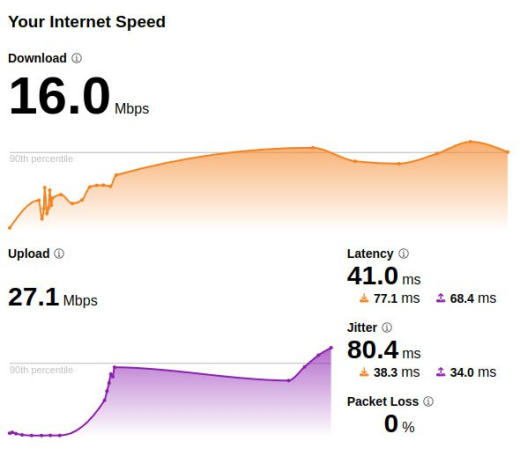 Your Internet Speed
Download
16.0 Mbps
90th percentile
Upload
27.1 Mbps
90th percentile
Latency
41.0 ms
77.1 ms 68.4 ms
Jitter
80.4 ms
38.3 ms 34.0 ms
Packet Loss
0 %